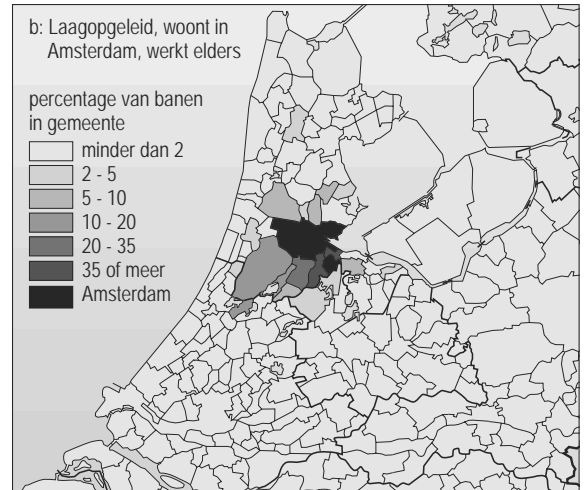 b: Laagopgeleid, woont in
Amsterdam, werkt elders
percentage van banen
in gemeente
minder dan 2
2 - 5
5 - 10
10 - 20
20 - 35
35 of meer
Amsterdam